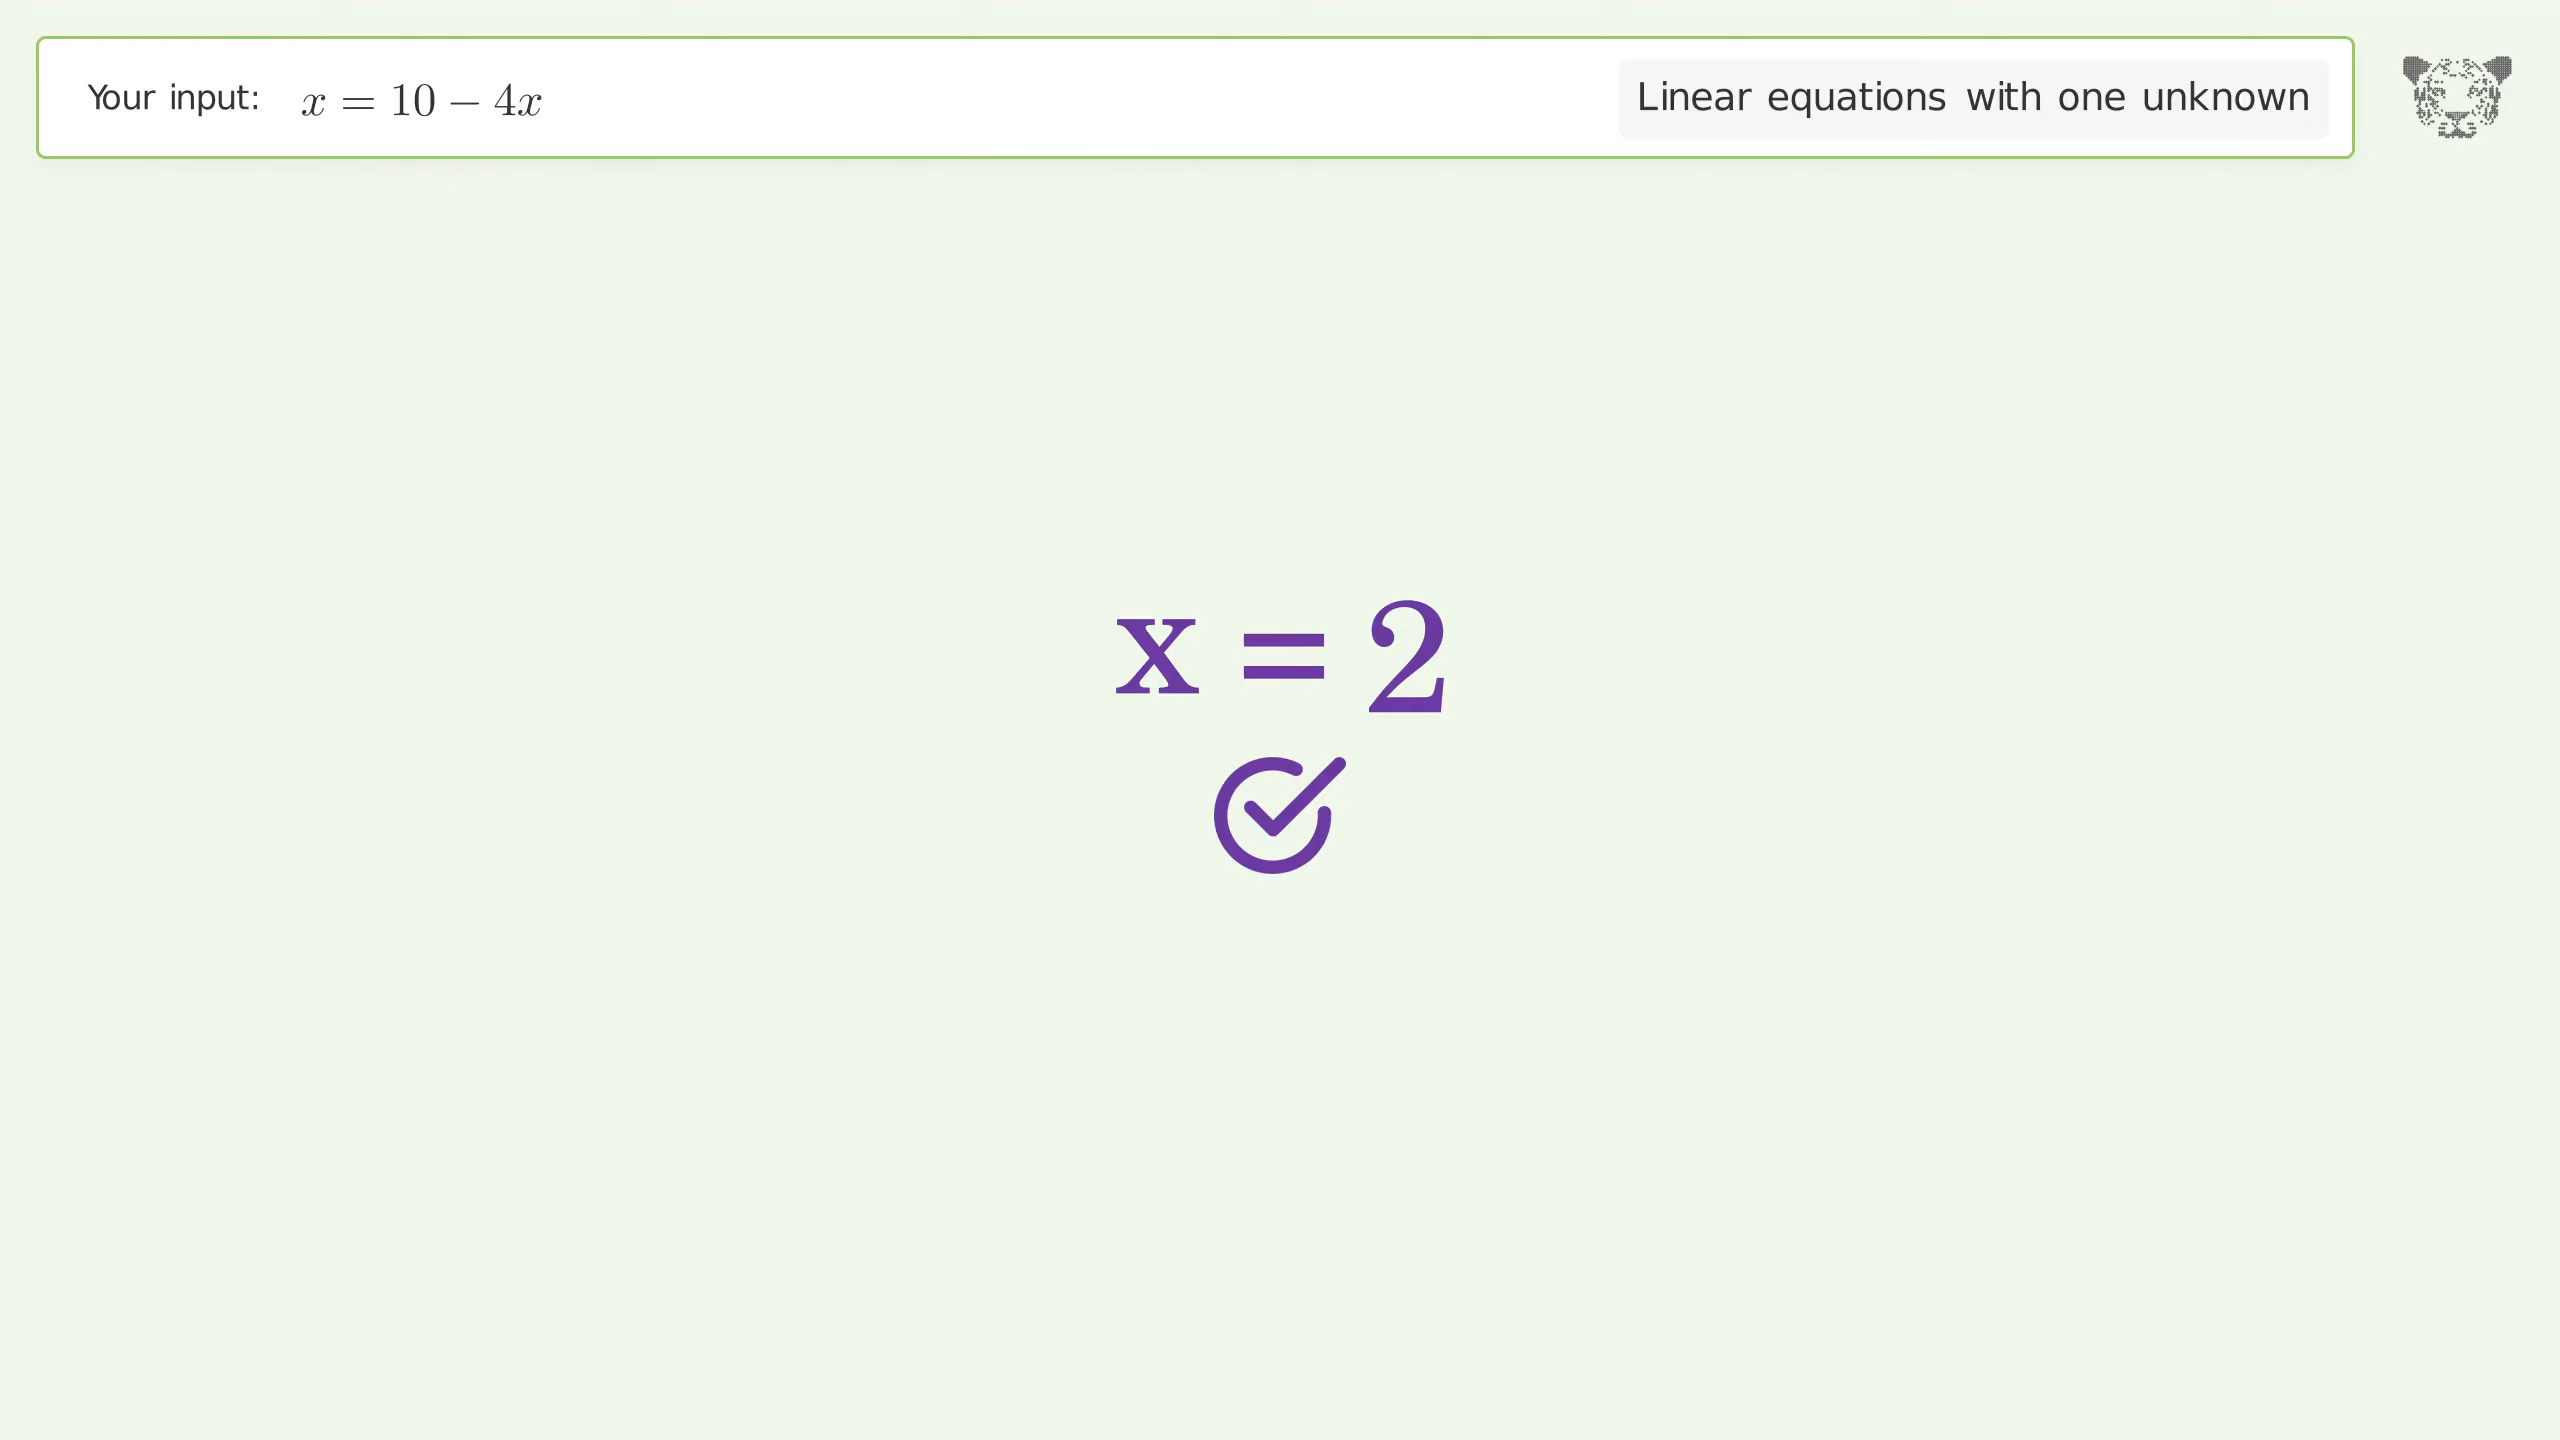 Your input: x = 10 − 4x
Linear equations with one unknown
x = 2